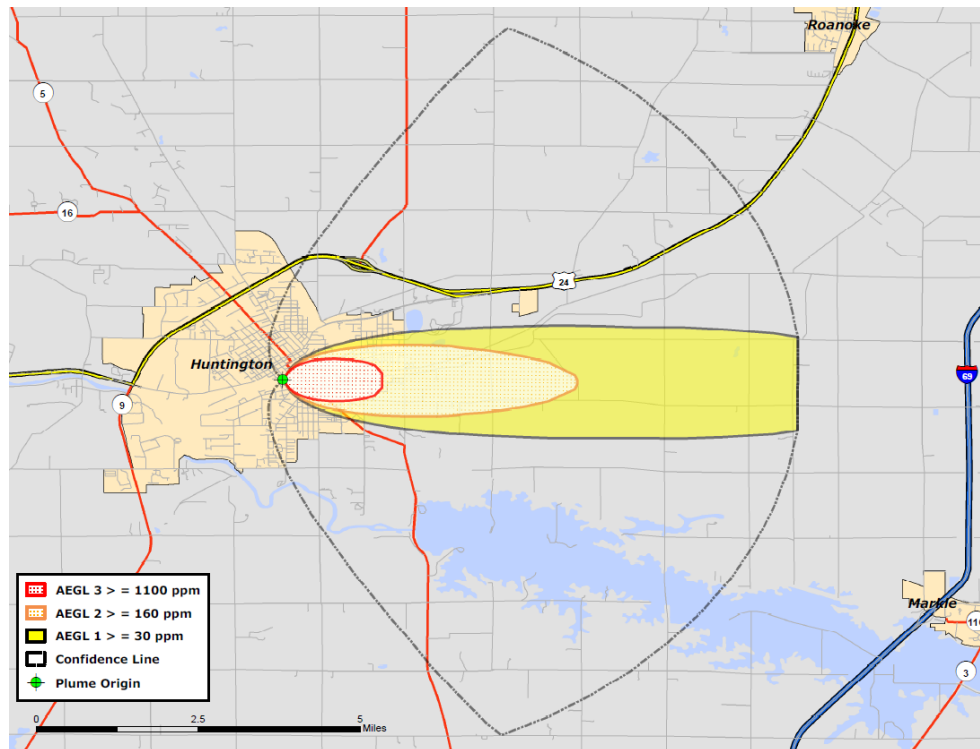 Roanoke
5
16
24
Huntington
69
9
Markle
116
3
AEGL 3 > = 1100 ppm
AEGL 2 > = 160 ppm
AEGL 1 > = 30 ppm
Confidence Line
Plume Origin
0 2.5 5
Miles